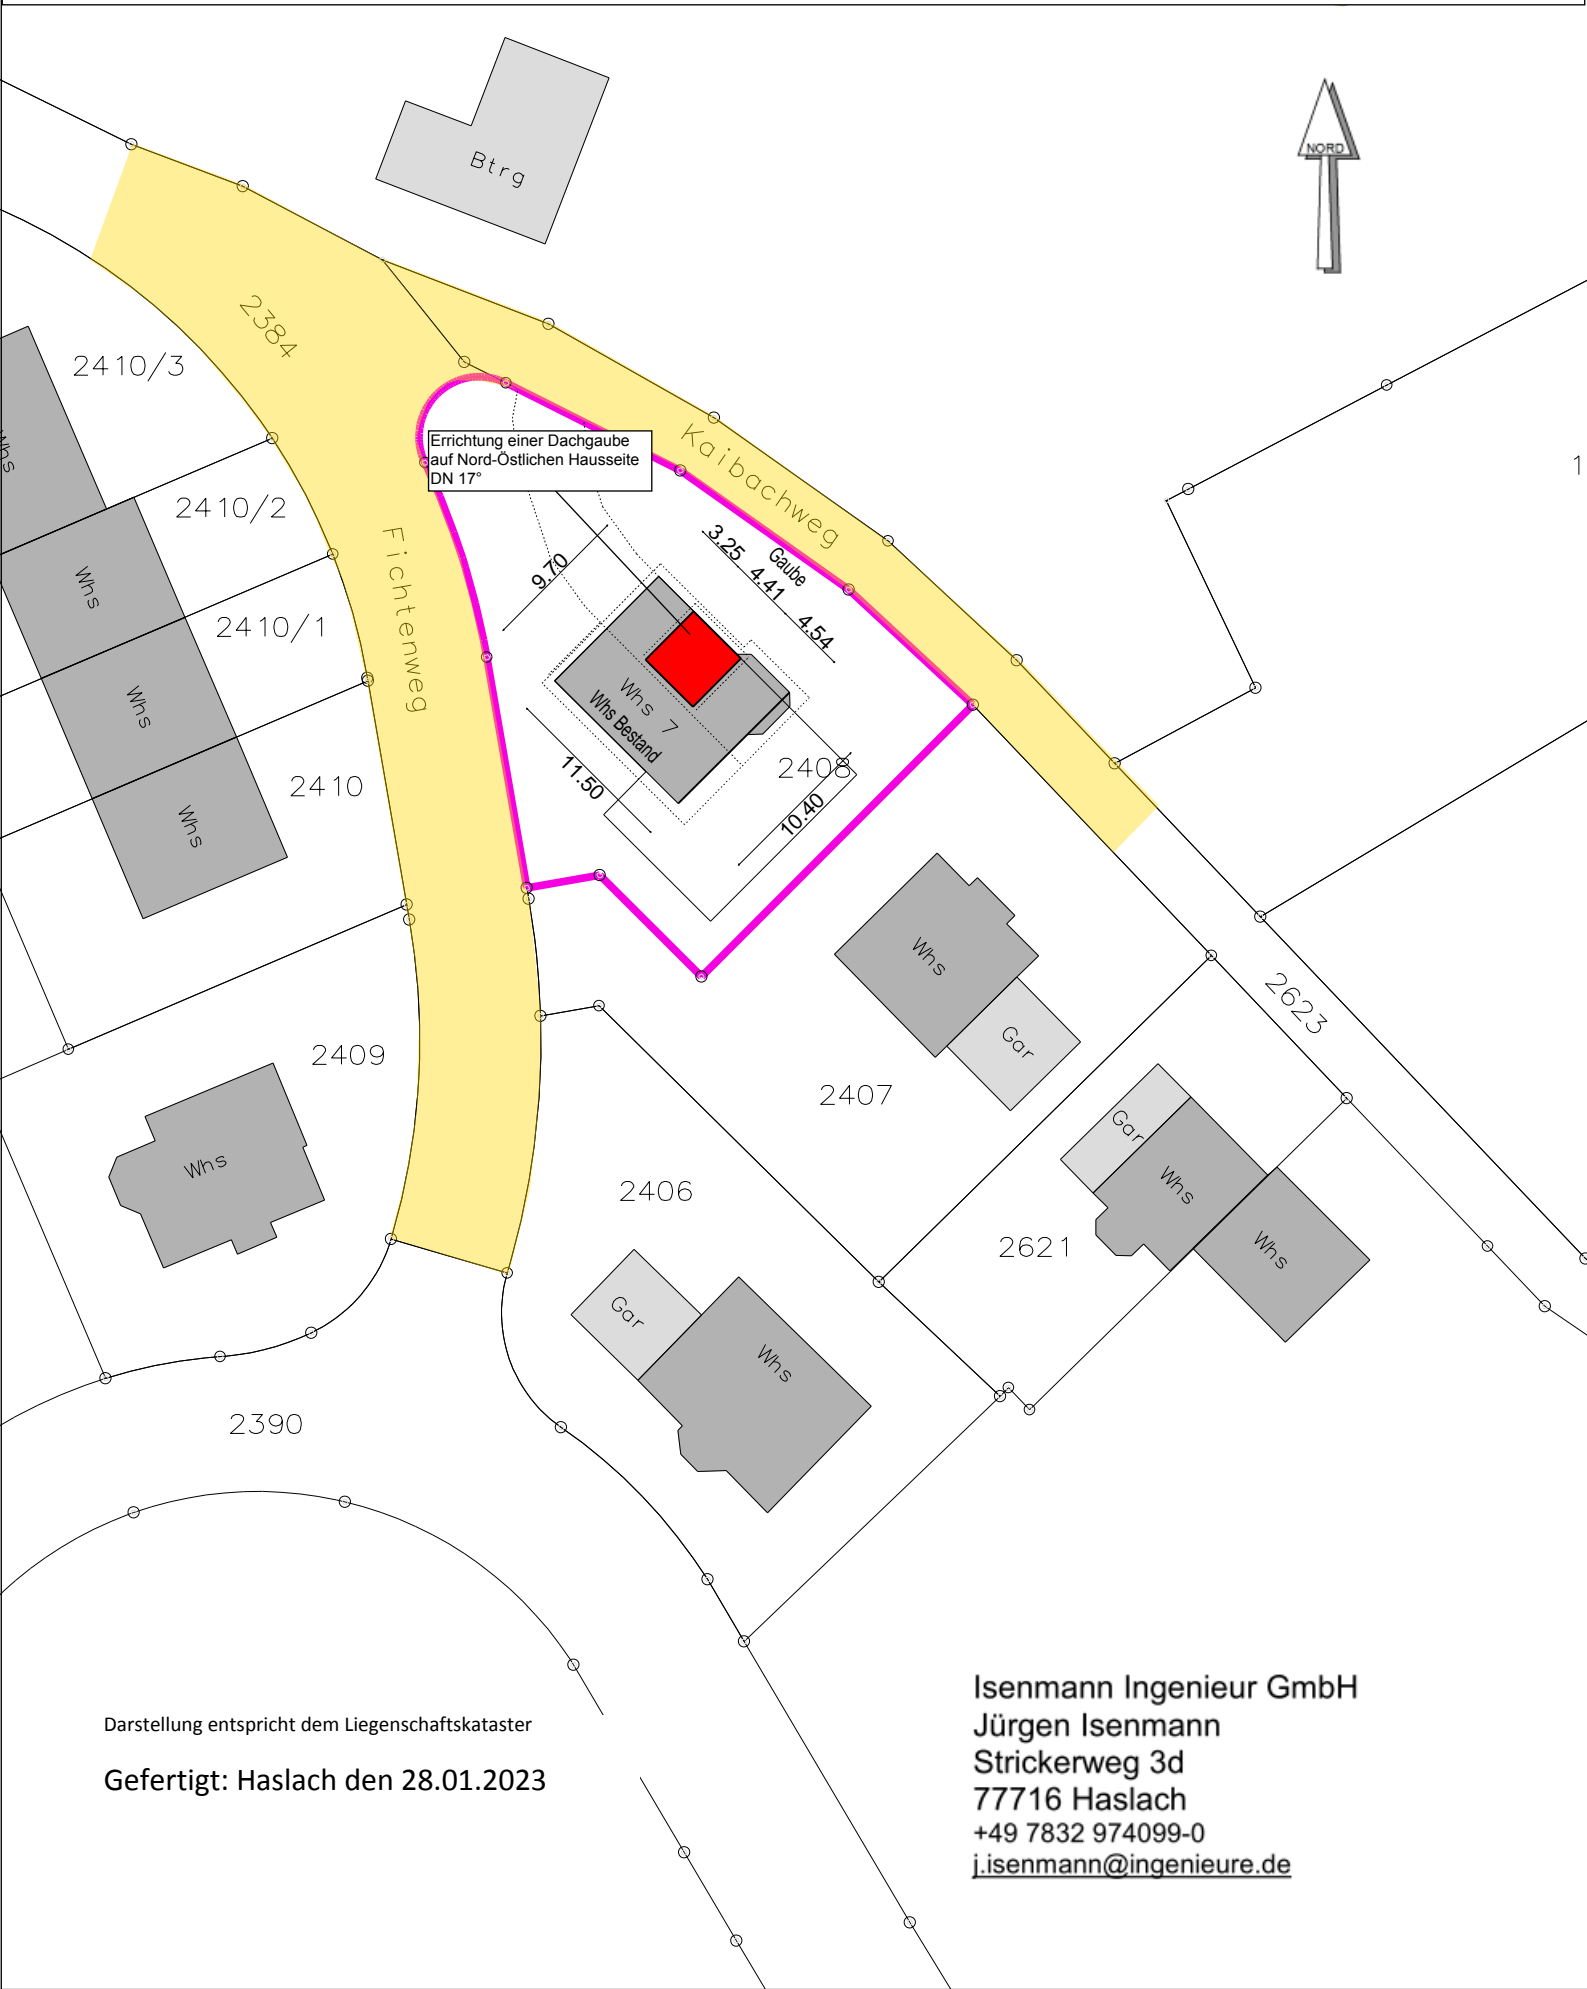 Btrg
NORD
2384
2410/3
Whs
Errichtung einer Dachgaube
auf Nord-Östlichen Hausseite
DN 17°
Kaibachweg
1
2410/2
Fichtenweg
3.25 4.41 4.54
Gaube
9.70
Whs
2410/1
Whs 7
Whs Bestand
Whs
2408
11.50
10.40
2410
Whs
Whs
2623
Gar
2409
2407
Gar
Whs
Whs
2406
2621
Whs
Gar
Whs
2390
Isenmann Ingenieur GmbH
Jürgen Isenmann
Strickerweg 3d
77716 Haslach
+49 7832 974099-0
j.isenmann@ingenieure.de
Darstellung entspricht dem Liegenschaftskataster
Gefertigt: Haslach den 28.01.2023